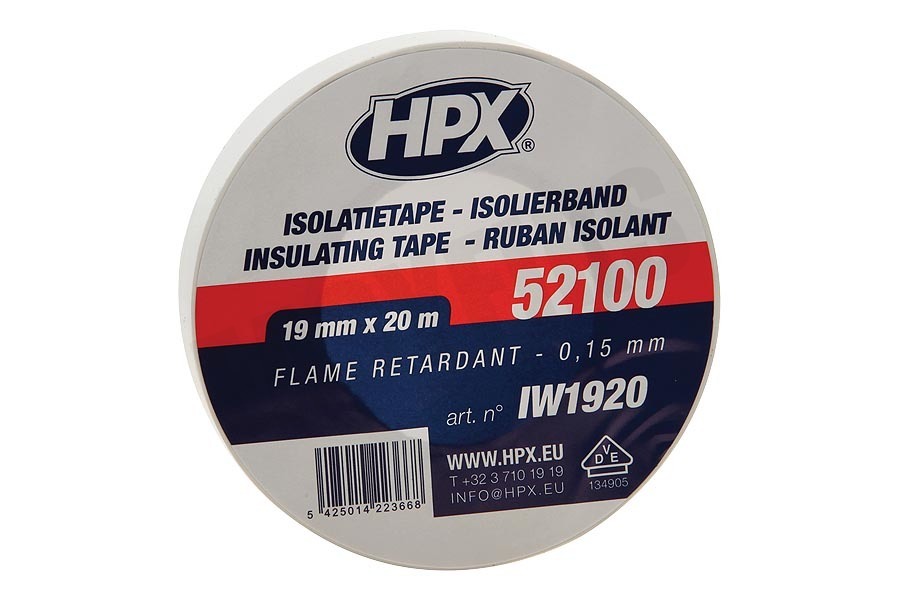 HPX®
ISOLATIETAPE - ISOLIERBAND
INSULATING TAPE - RUBAN ISOLANT
52100
19 mm x 20 m
FLAME RETARDANT - 0,15 mm
art. n° IW1920
WWW.HPX.EU
T +32 3 710 19 19
INFO@HPX.EU
DVE
134905
5 425014 223668